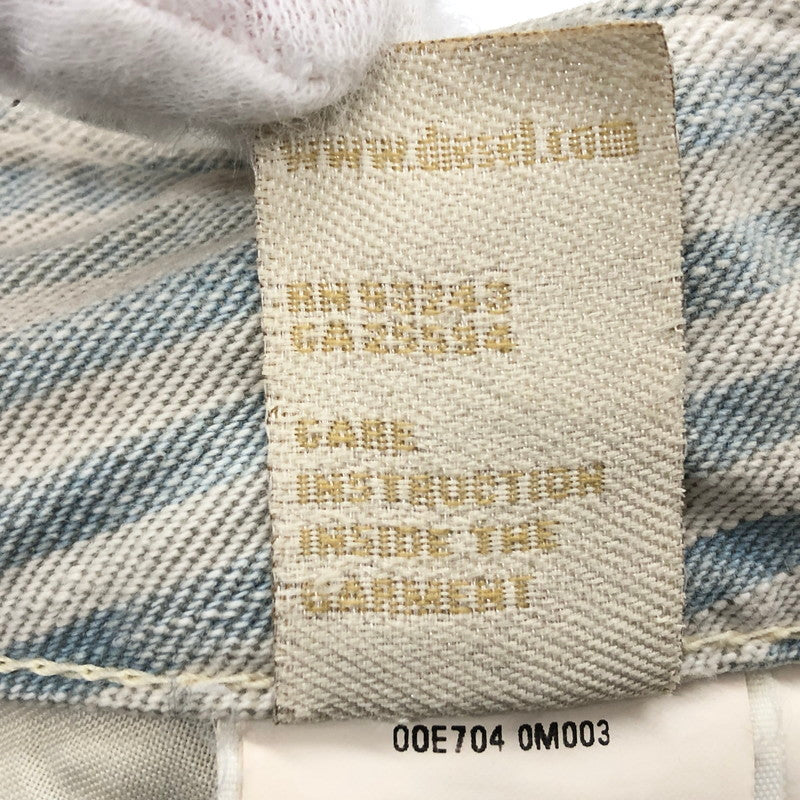 www.diesel.com
RN 93243
CA 25594
CARE
INSTRUCTION
INSIDE THE
GARMENT
00E704 0M003